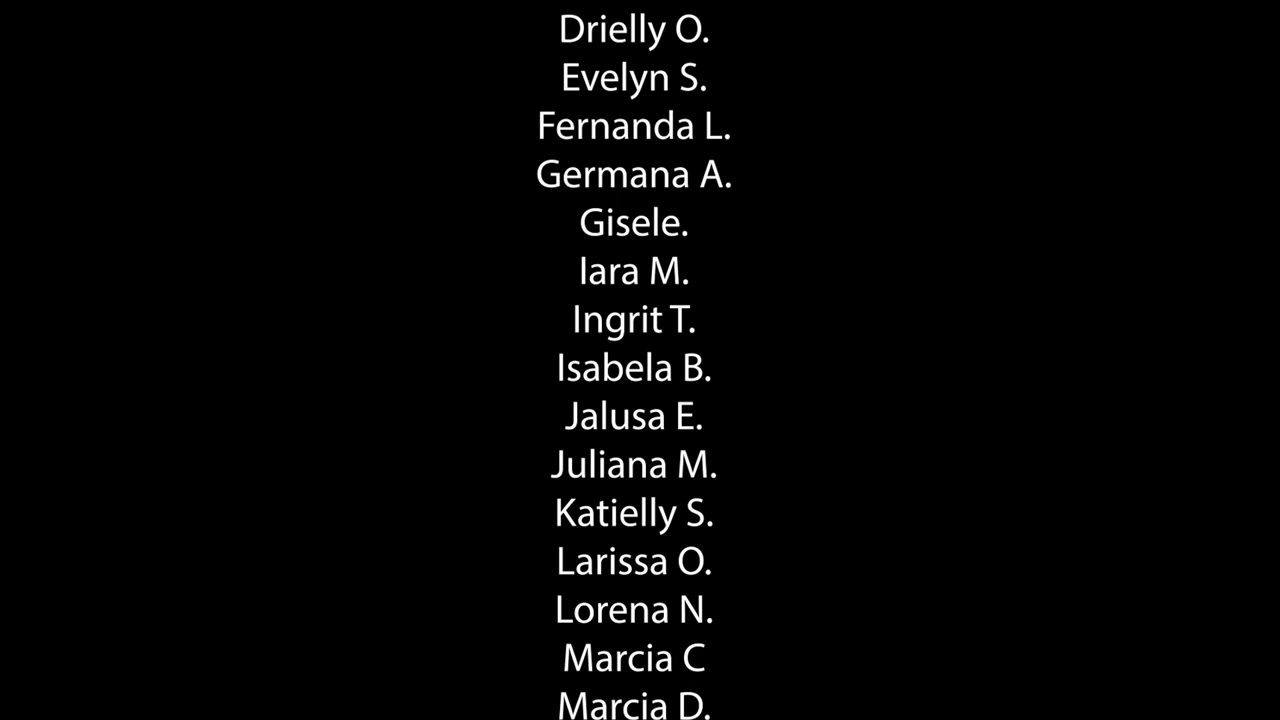 Drielly O.
Evelyn S.
Fernanda L.
Germana A.
Gisele.
Iara M.
Ingrit T.
Isabela B.
Jalusa E.
Juliana M.
Katielly S.
Larissa O.
Lorena N.
Marcia C
Marcia D.